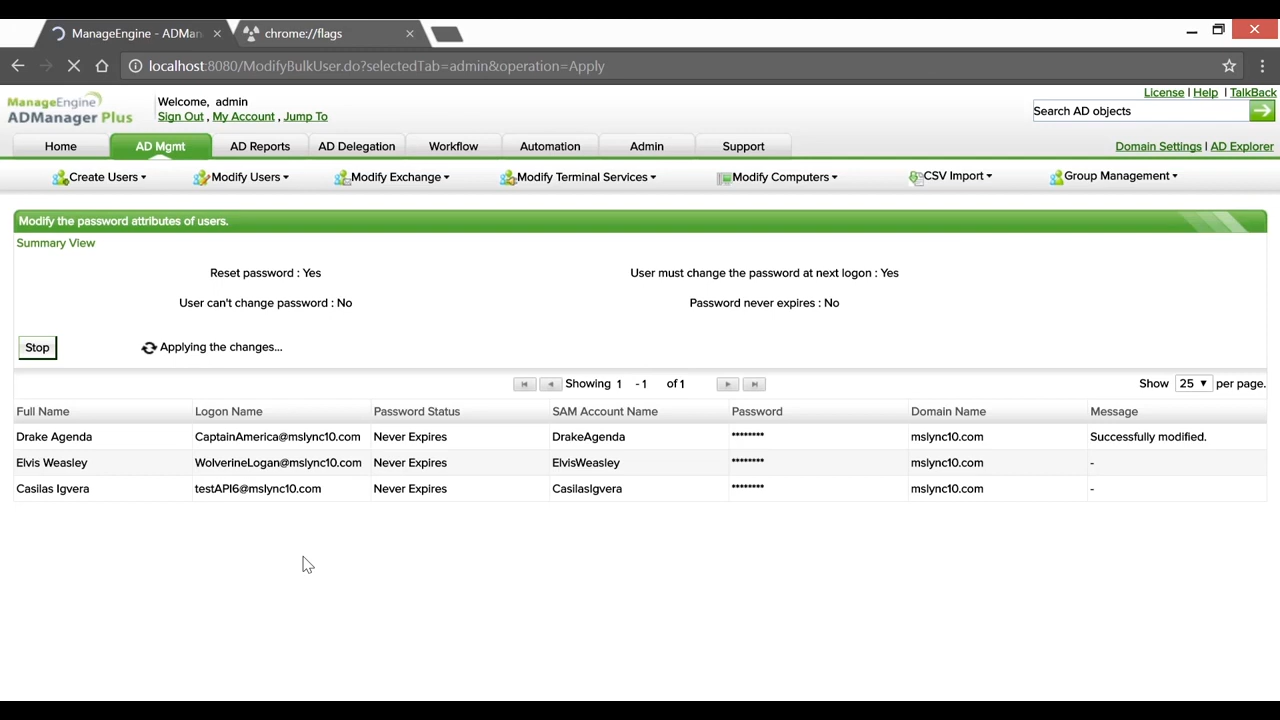 ManageEngine - ADMan
chrome://flags
localhost:8080/ModifyBulkUser.do?selectedTab=admin&operation=Apply
ManageEngine
ADManager Plus
Welcome, admin
Sign Out , My Account , Jump To
License | Help | TalkBack
Search AD objects
Home AD Mgmt AD Reports AD Delegation Workflow Automation Admin Support
Domain Settings | AD Explorer
Create Users Modify Users Modify Exchange Modify Terminal Services Modify Computers CSV Import Group Management
Modify the password attributes of users.
Summary View
Reset password : Yes User must change the password at next logon : Yes
User can't change password : No Password never expires : No
Stop Applying the changes...
Showing 1 - 1 of 1 Show 25 per page.
Full Name Logon Name Password Status SAM Account Name Password Domain Name Message
Drake Agenda CaptainAmerica@mslync10.com Never Expires DrakeAgenda ******** mslync10.com Successfully modified.
Elvis Weasley WolverineLogan@mslync10.com Never Expires ElvisWeasley ******** mslync10.com -
Casilas Igvera testAPI6@mslync10.com Never Expires CasilasIgvera ******** mslync10.com -